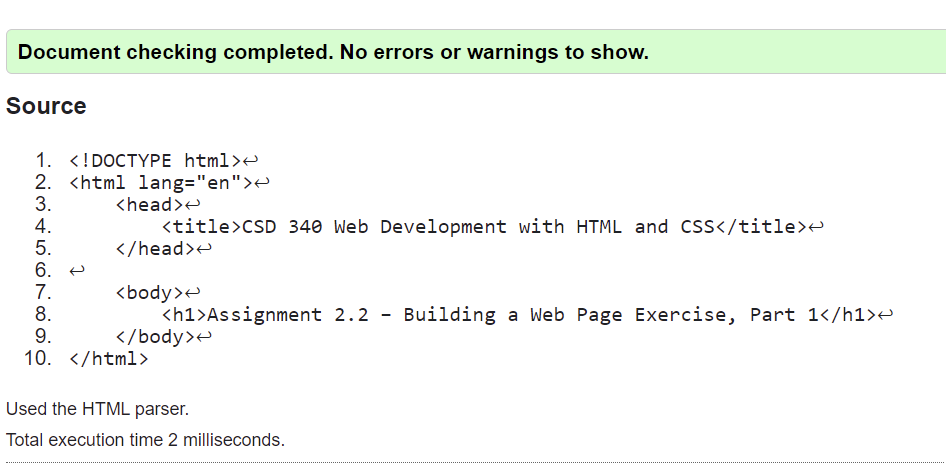 Document checking completed. No errors or warnings to show.
Source
1. <!DOCTYPE html>↩
2. <html lang="en">↩
3.     <head>↩
4.         <title>CSD 340 Web Development with HTML and CSS</title>↩
5.     </head>↩
6. ↩
7.     <body>↩
8.         <h1>Assignment 2.2 – Building a Web Page Exercise, Part 1</h1>↩
9.     </body>↩
10. </html>
Used the HTML parser.
Total execution time 2 milliseconds.